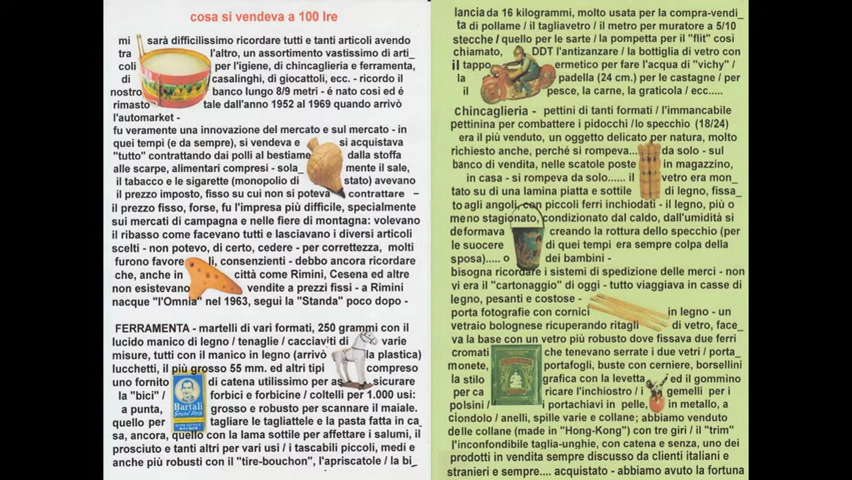 cosa si vendeva a 100 lre
mi sarà difficilissimo ricordare tutti e tanti articoli avendo
tra l'altro, un assortimento vastissimo di arti_
coli per l'igiene, di chincaglieria e ferramenta,
di casalinghi, di giocattoli, ecc. - ricordo il
nostro banco lungo 8/9 metri - é nato cosi ed é
rimasto tale dall'anno 1952 al 1969 quando arrivò
l'automarket -
fu veramente una innovazione del mercato e sul mercato - in
quei tempi (e da sempre), si vendeva e si acquistava
"tutto" contrattando dai polli al bestiame dalla stoffa
alle scarpe, alimentari compresi - sola_ mente il sale,
il tabacco e le sigarette (monopolio di stato) avevano
il prezzo imposto, fisso su cui non si poteva contrattare -
il prezzo fisso, forse, fu l'impresa più difficile, specialmente
sui mercati di campagna e nelle fiere di montagna: volevano
il ribasso come facevano tutti e lasciavano i diversi articoli
scelti - non potevo, di certo, cedere - per correttezza, molti
furono favore li, consenzienti - debbo ancora ricordare
che, anche in città come Rimini, Cesena ed altre
non esistevano vendite a prezzi fissi - a Rimini
nacque "l'Omnia" nel 1963, seguì la "Standa" poco dopo -
FERRAMENTA - martelli di vari formati, 250 grammi con il
lucido manico di legno / tenaglie / cacciaviti di varie
misure, tutti con il manico in legno (arrivò la plastica)
lucchetti, il più grosso 55 mm. ed altri tipi compreso
uno fornito di catena utilissimo per as_ sicurare
la "bici" / forbici e forbicine / coltelli per 1.000 usi:
a punta, grosso e robusto per scannare il maiale.
quello per tagliare le tagliattele e la pasta fatta in ca_
sa, ancora, quello con la lama sottile per affettare i salumi, il
prosciuto e tanti altri per vari usi / i tascabili piccoli, medi e
anche più robusti con il "tire-bouchon", l'apriscatole / la bi_
Bartali
lancia da 16 kilogrammi, molto usata per la compra-vendi_
ta di pollame / il tagliavetro / il metro per muratore a 5/10
stecche / quello per le sarte / la pompetta per il "flit" cosi
chiamato, DDT l'antizanzare / la bottiglia di vetro con
il tappo ermetico per fare l'acqua di "vichy" /
la padella (24 cm.) per le castagne / per
il pesce, la carne, la graticola / ecc.....
Chincaglieria - pettini di tanti formati / l'immancabile
pettinina per combattere i pidocchi /lo specchio (18/24)
era il più venduto, un oggetto delicato per natura, molto
richiesto anche, perché si rompeva... da solo - sul
banco di vendita, nelle scatole poste in magazzino,
in casa - si rompeva da solo...... il vetro era mon_
tato su di una lamina piatta e sottile di legno, fissa_
to agli angoli, con piccoli ferri inchiodati - il legno, più o
meno stagionato, condizionato dal caldo, dall'umidità si
deformava creando la rottura dello specchio (per
le suocere di quei tempi era sempre colpa della
sposa)..... o dei bambini -
bisogna ricordare i sistemi di spedizione delle merci - non
vi era il "cartonaggio" di oggi - tutto viaggiava in casse di
legno, pesanti e costose -
porta fotografie con cornici in legno - un
vetraio bolognese ricuperando ritagli di vetro, face_
va la base con un vetro più robusto dove fissava due ferri
cromati che tenevano serrate i due vetri / porta_
monete, portafogli, buste con cerniere, borsellini
la stilo grafica con la levetta ed il gommino
per ca ricare l'inchiostro / i gemelli per i
polsini / i portachiavi in pelle, in metallo, a
ciondolo / anelli, spille varie e collane; abbiamo venduto
delle collane (made in "Hong-Kong") con tre giri / il "trim"
l'inconfondibile taglia-unghie, con catena e senza, uno dei
prodotti in vendita sempre discusso da clienti italiani e
stranieri e sempre.... acquistato - abbiamo avuto la fortuna